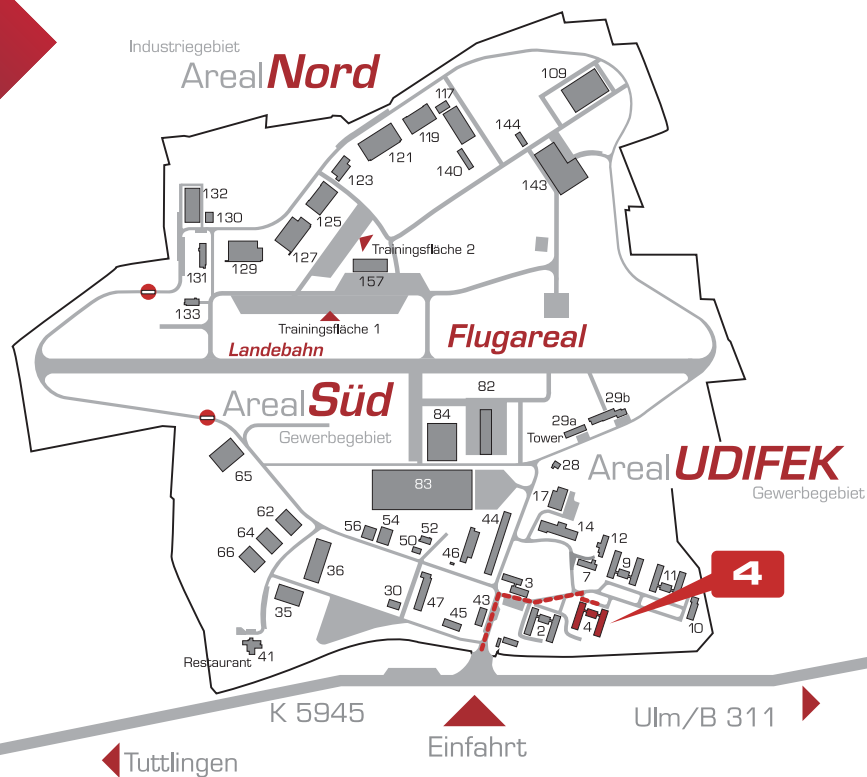 Industriegebiet
Areal Nord
109
117
119
144
121
140
123
143
132
125
130
127
Trainingsfläche 2
129
131
157
133
Trainingsfläche 1
Flugareal
Landebahn
82
Areal Süd
29b
84
29a
Gewerbegebiet
Tower
28
Areal UDIFEK
65
83
17
Gewerbegebiet
62
44
56
54
52
14
64
12
50
46
66
36
7
9
11
4
3
35
30
47
43
45
2
4
10
41
Restaurant
K 5945
Ulm/B 311
Einfahrt
Tuttlingen